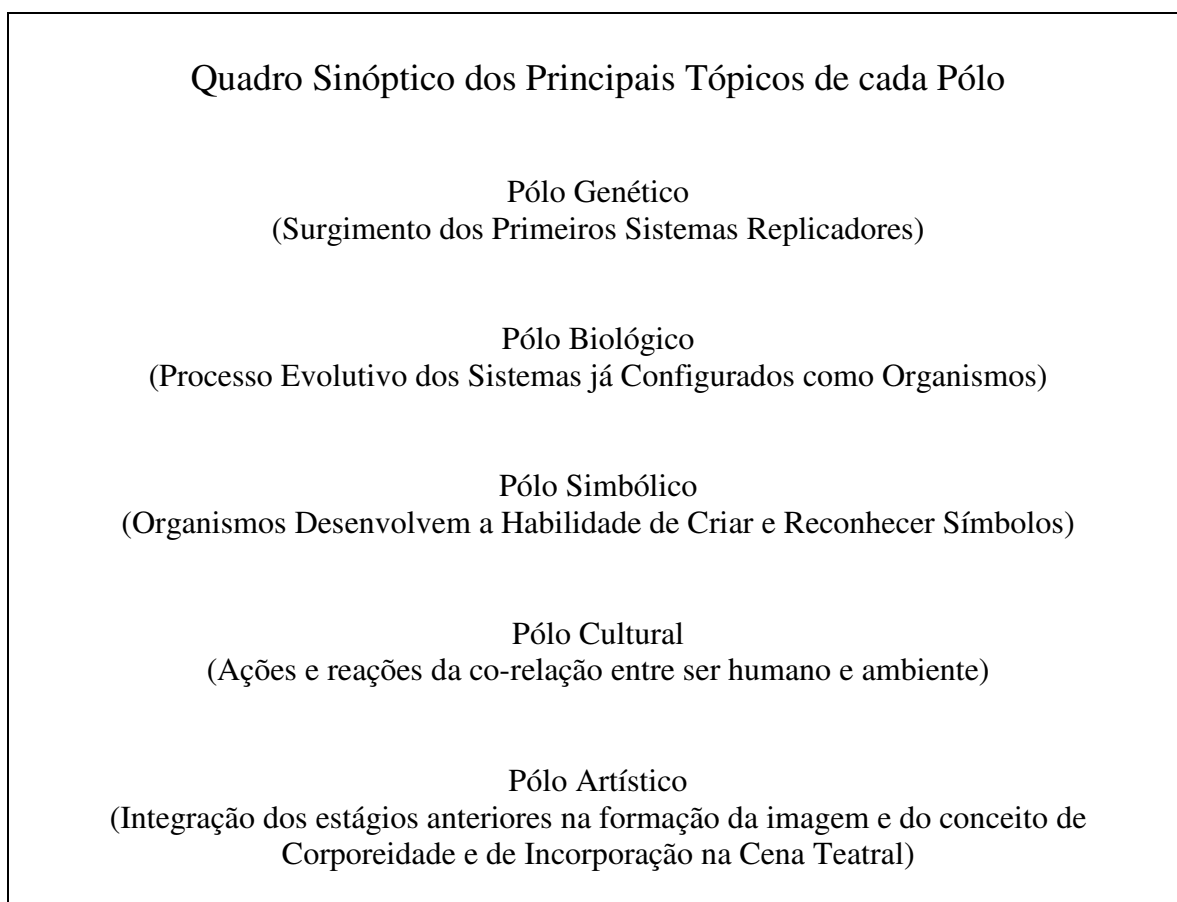 Quadro Sinóptico dos Principais Tópicos de cada Pólo
Pólo Genético
(Surgimento dos Primeiros Sistemas Replicadores)
Pólo Biológico
(Processo Evolutivo dos Sistemas já Configurados como Organismos)
Pólo Simbólico
(Organismos Desenvolvem a Habilidade de Criar e Reconhecer Símbolos)
Pólo Cultural
(Ações e reações da co-relação entre ser humano e ambiente)
Pólo Artístico
(Integração dos estágios anteriores na formação da imagem e do conceito de
Corporeidade e de Incorporação na Cena Teatral)